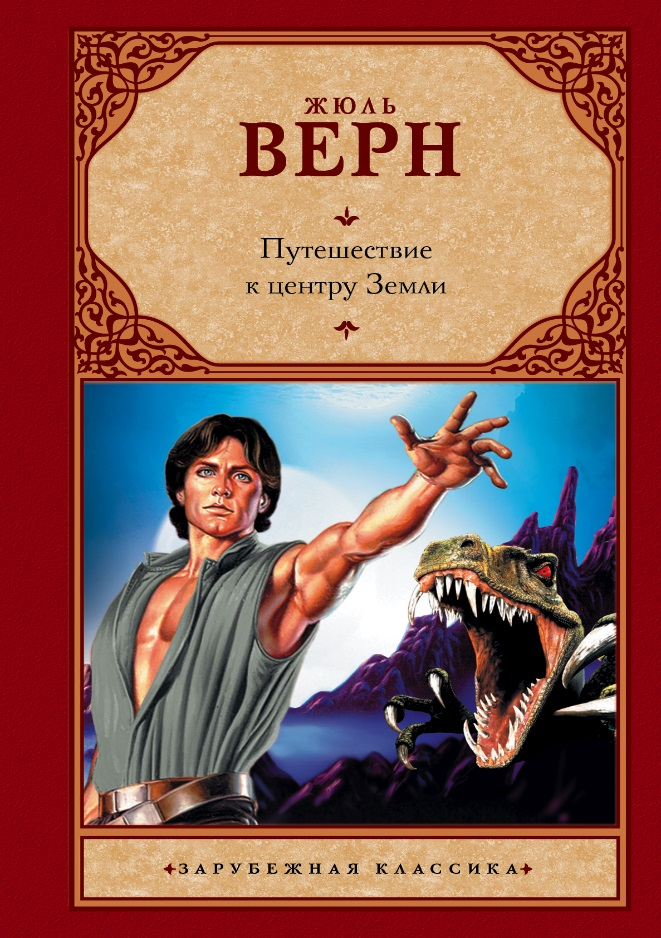 ЖЮЛЬ
ВЕРН
Путешествие
к центру Земли
ЗАРУБЕЖНАЯ КЛАССИКА